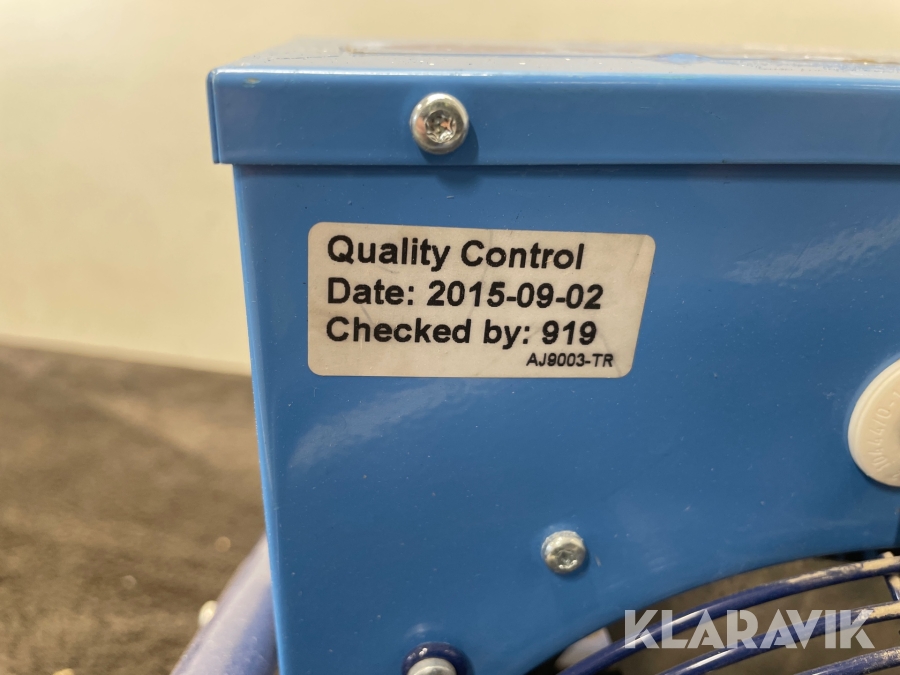 Quality Control
Date: 2015-09-02
Checked by: 919
AJ9003-TR
KLARAVIK